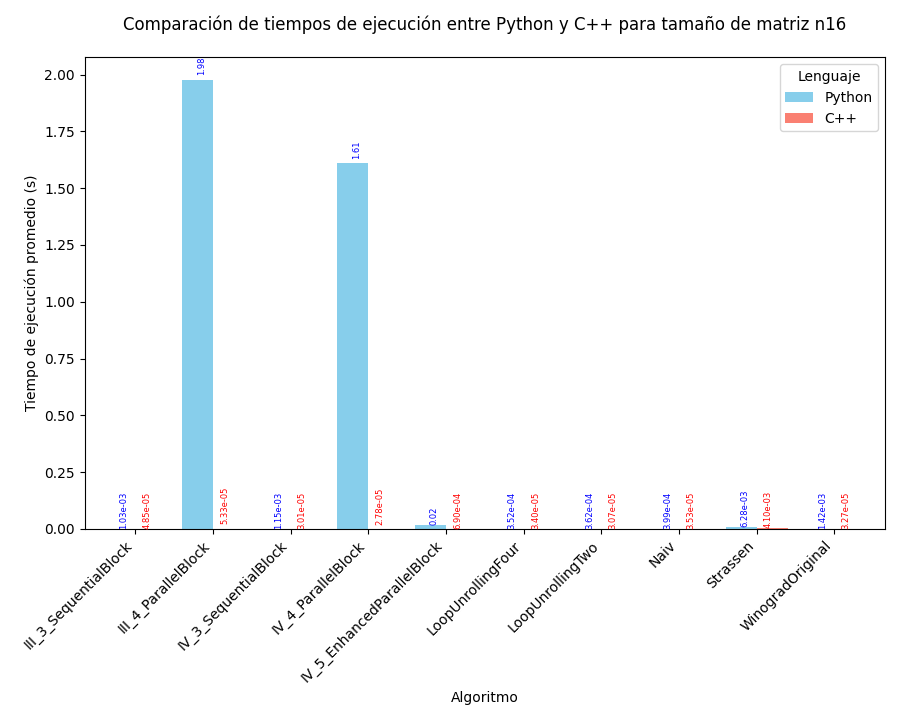 Comparación de tiempos de ejecución entre Python y C++ para tamaño de matriz n16
Lenguaje
Python
C++
Tiempo de ejecución promedio (s)
2.00
1.75
1.50
1.25
1.00
0.75
0.50
0.25
0.00
1.03e-03
4.85e-05
1.98
5.33e-05
1.15e-03
3.01e-05
1.61
2.78e-05
0.02
6.90e-04
3.52e-04
3.40e-05
3.62e-04
3.07e-05
3.99e-04
3.53e-05
6.28e-03
4.10e-03
1.42e-03
3.27e-05
III_3_SequentialBlock
III_4_ParallelBlock
IV_3_SequentialBlock
IV_4_ParallelBlock
IV_5_EnhancedParallelBlock
LoopUnrollingFour
LoopUnrollingTwo
Naiv
Strassen
WinogradOriginal
Algoritmo